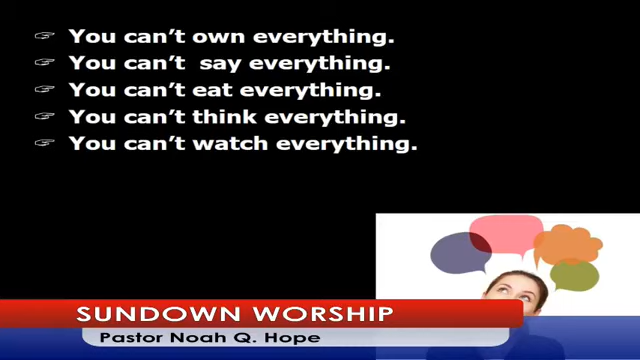 ☞ You can't own everything.
☞ You can't say everything.
☞ You can't eat everything.
☞ You can't think everything.
☞ You can't watch everything.
SUNDOWN WORSHIP
Pastor Noah Q. Hope